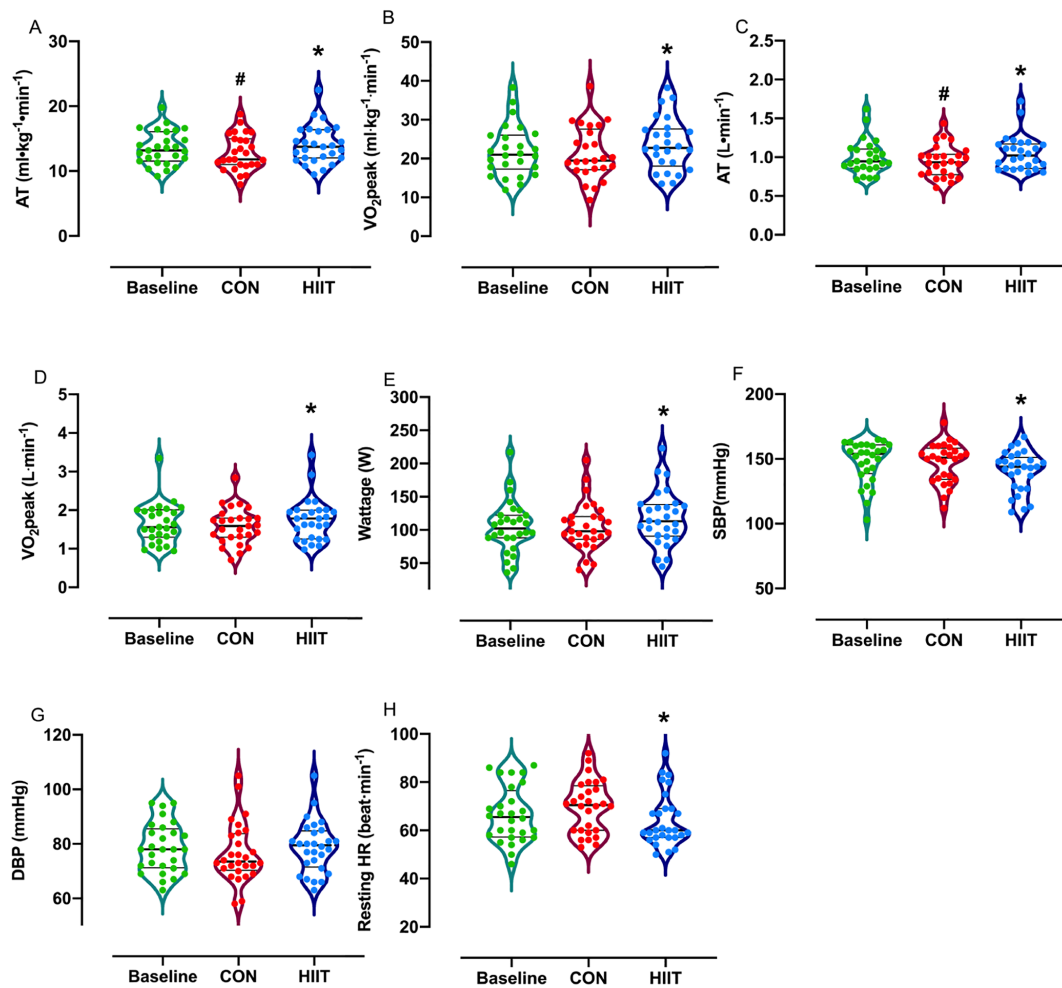 A
AT (ml·kg⁻¹•min⁻¹)
30
20
10
0
#
*
Baseline CON HIIT
B
VO₂peak (ml·kg⁻¹·min⁻¹)
50
40
30
20
10
0
*
Baseline CON HIIT
C
AT (L•min⁻¹)
2.5
2.0
1.5
1.0
0.5
0.0
#
*
Baseline CON HIIT
D
VO₂peak (L·min⁻¹)
5
4
3
2
1
0
*
Baseline CON HIIT
E
Wattage (W)
300
250
200
150
100
50
*
Baseline CON HIIT
F
SBP(mmHg)
200
150
100
50
*
Baseline CON HIIT
G
DBP (mmHg)
120
100
80
60
Baseline CON HIIT
H
Resting HR (beat·min⁻¹)
100
80
60
40
20
*
Baseline CON HIIT